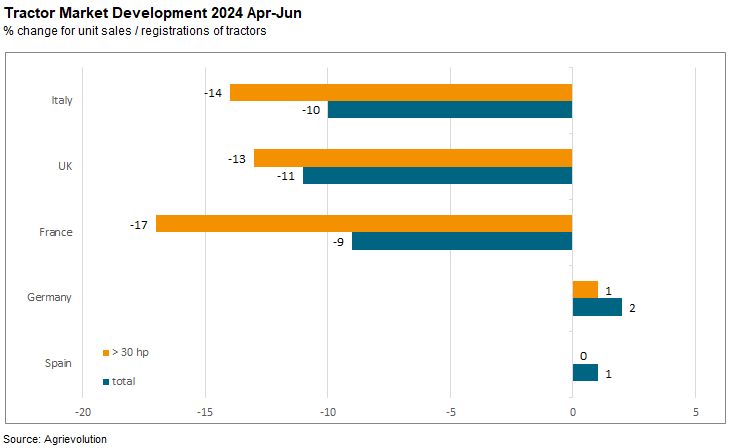 Tractor Market Development 2024 Apr-Jun
% change for unit sales / registrations of tractors
Italy
-14
-10
UK
-13
-11
France
-17
-9
Germany
1
2
Spain
0
1
> 30 hp
total
-20 -15 -10 -5 0 5
Source: Agrievolution